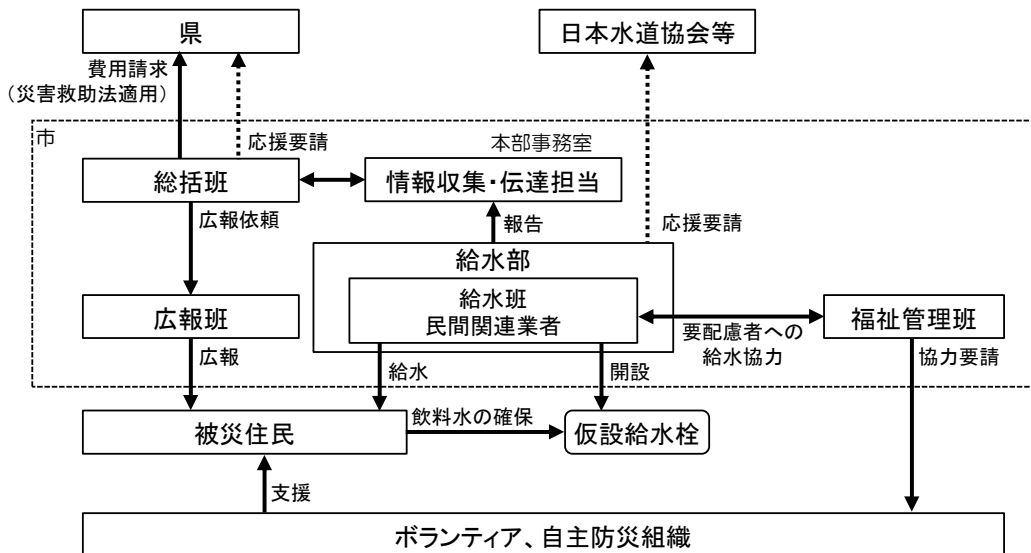 県
日本水道協会等
費用請求
（災害救助法適用）
市
応援要請
本部事務室
総括班
情報収集・伝達担当
広報依頼
報告
応援要請
給水部
給水班
民間関連業者
広報班
福祉管理班
要配慮者への
給水協力
広報
給水
開設
協力要請
飲料水の確保
被災住民
仮設給水栓
支援
ボランティア、自主防災組織